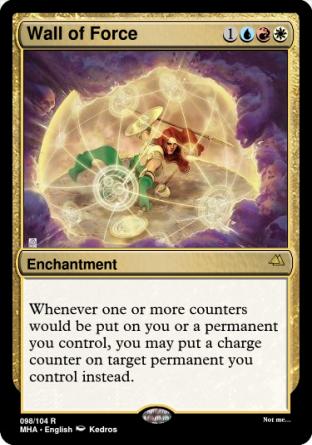 Wall of Force 1
Enchantment
Whenever one or more counters
would be put on you or a permanent
you control, you may put a charge
counter on target permanent you
control instead.
098/104 R
Not me...
MHA • English Kedros